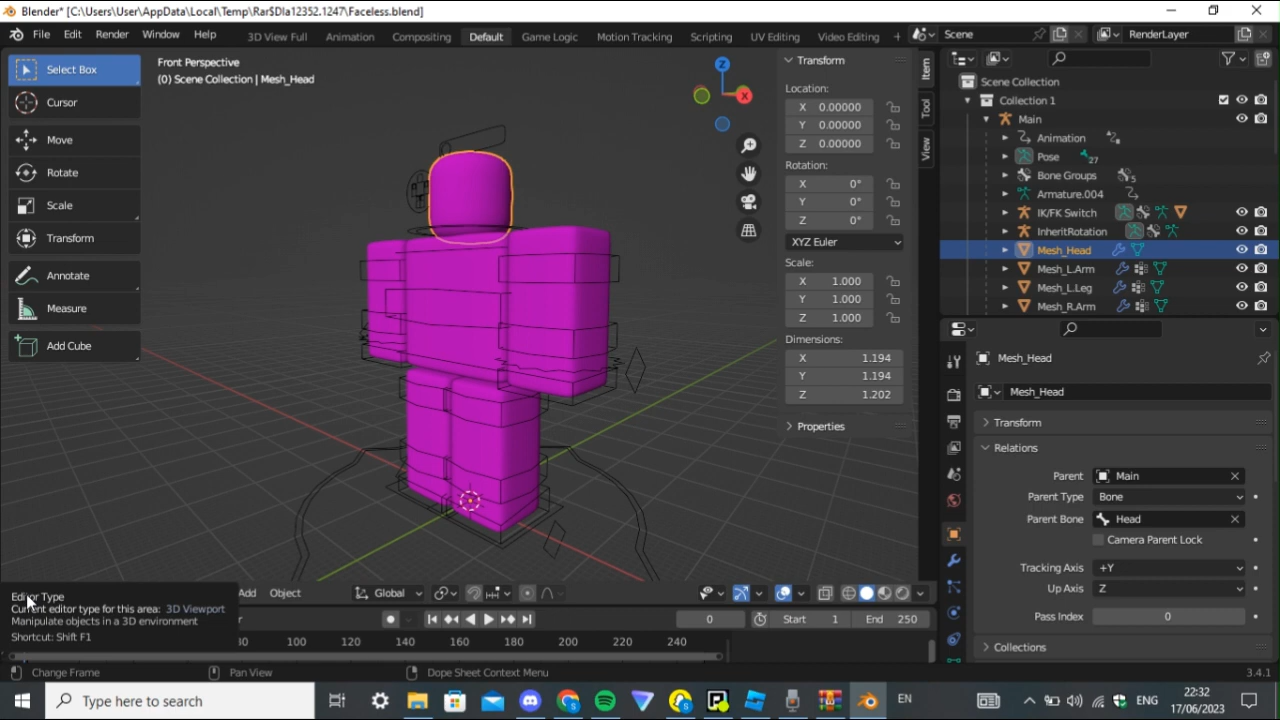 Blender* [C:\Users\User\AppData\Local\Temp\Rar$DIa12352.1247\Faceless.blend]
File Edit Render Window Help 3D View Full Animation Compositing Default Game Logic Motion Tracking Scripting UV Editing Video Editing + Scene RenderLayer
Select Box
Cursor
Move
Rotate
Scale
Transform
Annotate
Measure
Add Cube
Front Perspective
(0) Scene Collection | Mesh_Head
Z
X
Transform
Location:
X 0.00000
Y 0.00000
Z 0.00000
Rotation:
X 0°
Y 0°
Z 0°
XYZ Euler
Scale:
X 1.000
Y 1.000
Z 1.000
Dimensions:
X 1.194
Y 1.194
Z 1.202
Properties
Item
Tool
View
Scene Collection
Collection 1
Main
Animation
Pose 27
Bone Groups 5
Armature.004
IK/FK Switch
InheritRotation
Mesh_Head
Mesh_L.Arm
Mesh_L.Leg
Mesh_R.Arm
Mesh_Head
Mesh_Head
Transform
Relations
Parent Main
Parent Type Bone
Parent Bone Head
Camera Parent Lock
Tracking Axis +Y
Up Axis Z
Pass Index 0
Collections
Editor Type
Current editor type for this area: 3D Viewport
Manipulate objects in a 3D environment
Shortcut: Shift F1
Add Object Global
0 Start 1 End 250
80 100 120 140 160 180 200 220 240
Change Frame Pan View Dope Sheet Context Menu 3.4.1
Type here to search
EN
ENG
22:32
17/06/2023